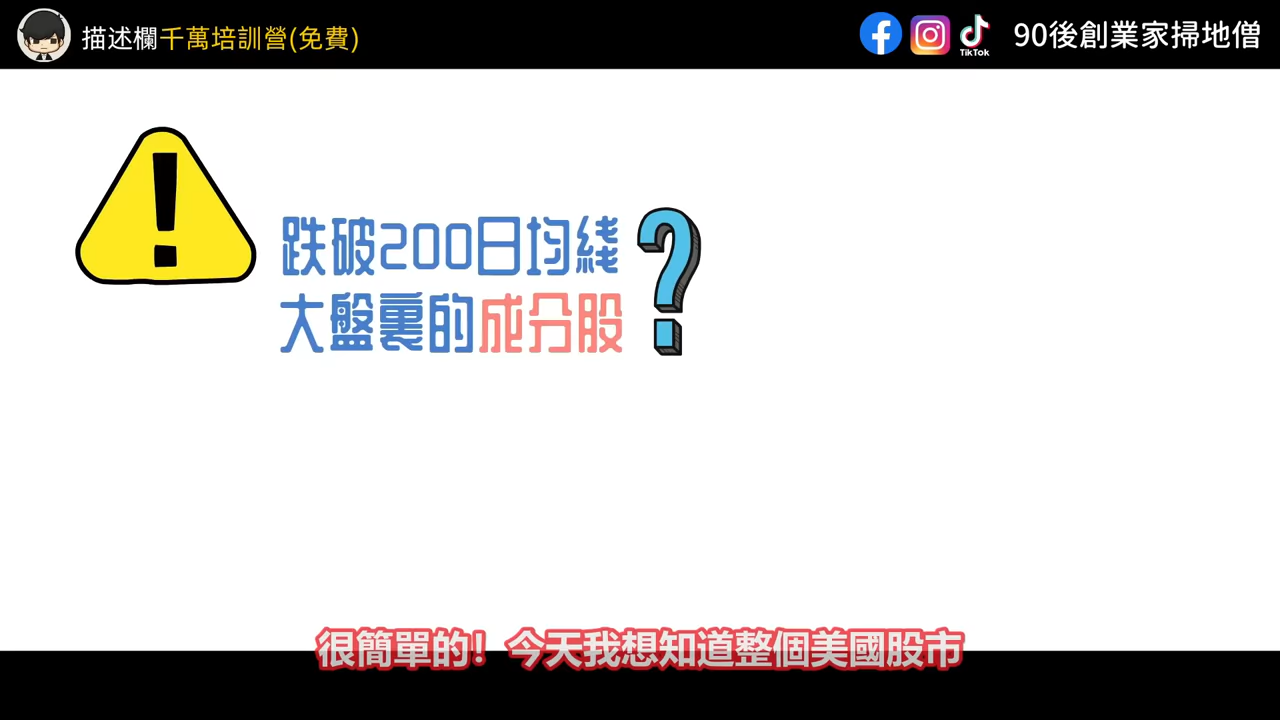 描述欄千萬培訓營(免費)
TikTok
90後創業家掃地僧
跌破200日均綫
大盤裏的成分股
?
很簡單的！今天我想知道整個美國股市